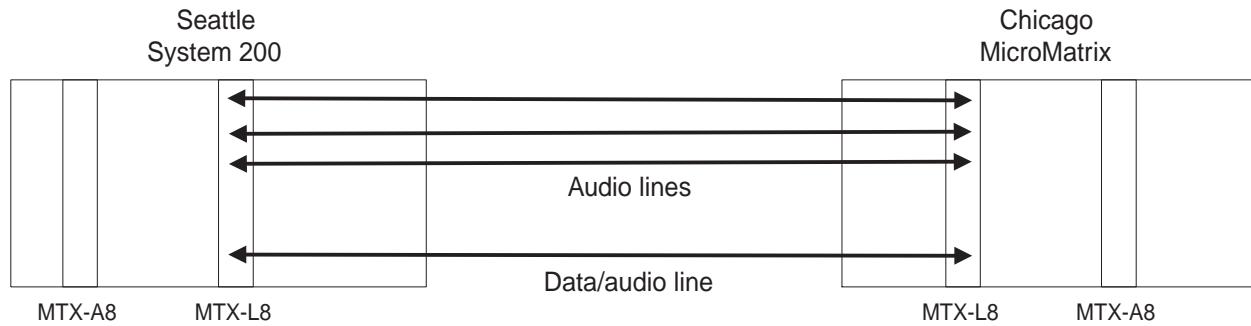 Seattle
System 200
Chicago
MicroMatrix
Audio lines
Data/audio line
MTX-A8
MTX-L8
MTX-L8
MTX-A8